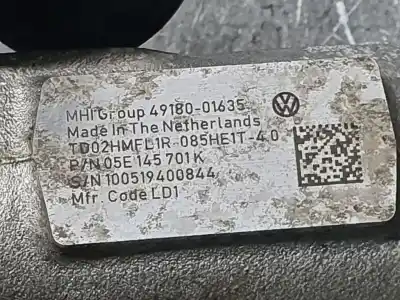 MHI Group 49180-01635
Made in The Netherlands
TD02HMFL1R-085HE1T-4.0
P/N 05E 145 701 K
S/N 100519400844
Mfr. Code LD1